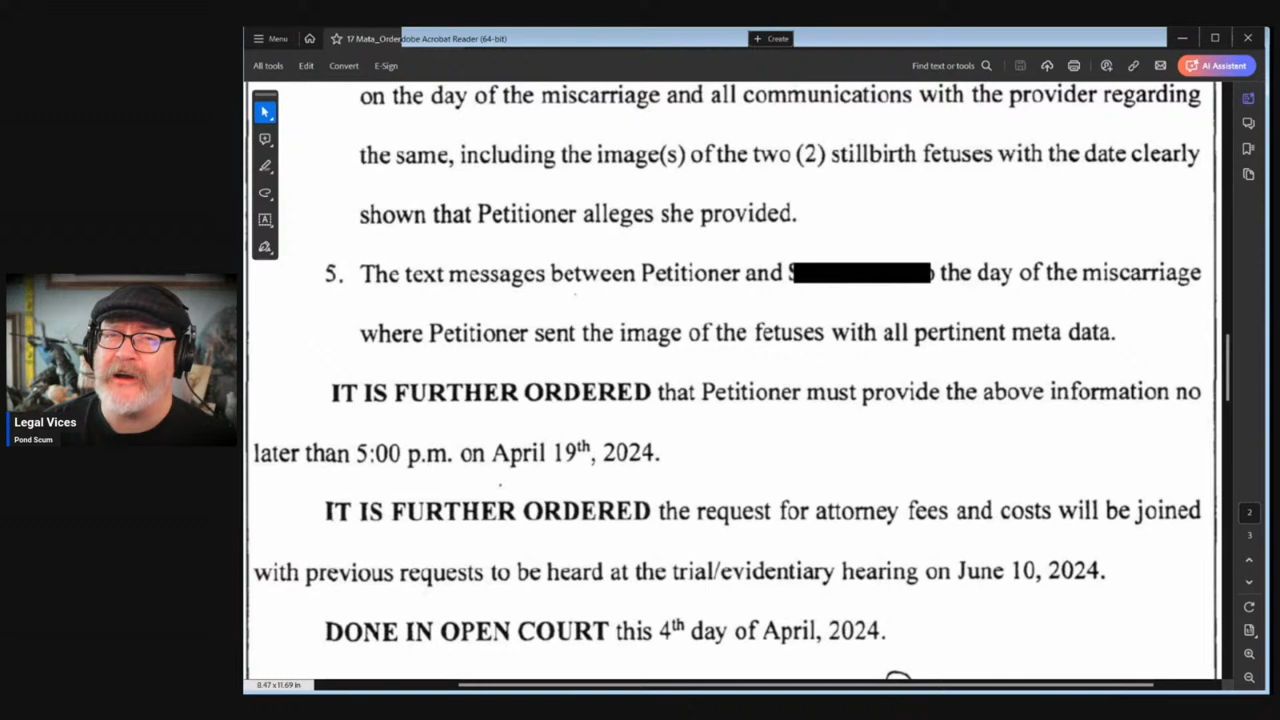 Menu
17 Mata_Order
dobe Acrobat Reader (64-bit)
+ Create
All tools Edit Convert E-Sign
Find text or tools
AI Assistant
on the day of the miscarriage and all communications with the provider regarding
the same, including the image(s) of the two (2) stillbirth fetuses with the date clearly
shown that Petitioner alleges she provided.
5. The text messages between Petitioner and the day of the miscarriage
where Petitioner sent the image of the fetuses with all pertinent meta data.
IT IS FURTHER ORDERED that Petitioner must provide the above information no
later than 5:00 p.m. on April 19th, 2024.
IT IS FURTHER ORDERED the request for attorney fees and costs will be joined
with previous requests to be heard at the trial/evidentiary hearing on June 10, 2024.
DONE IN OPEN COURT this 4th day of April, 2024.
Legal Vices
Pond Scum
2
3
8.47 x 11.69 in